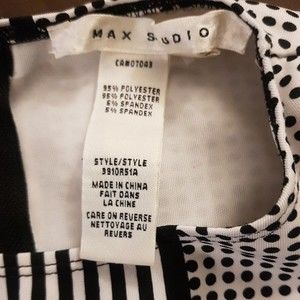 MAX STUDIO
CA#07043
95% POLYESTER
95% POLYESTER
5% SPANDEX
5% SPANDEX
STYLE/STYLE
3910R51A
MADE IN CHINA
FAIT DANS
LA CHINE
CARE ON REVERSE
NETTOYAGE AU
REVERS